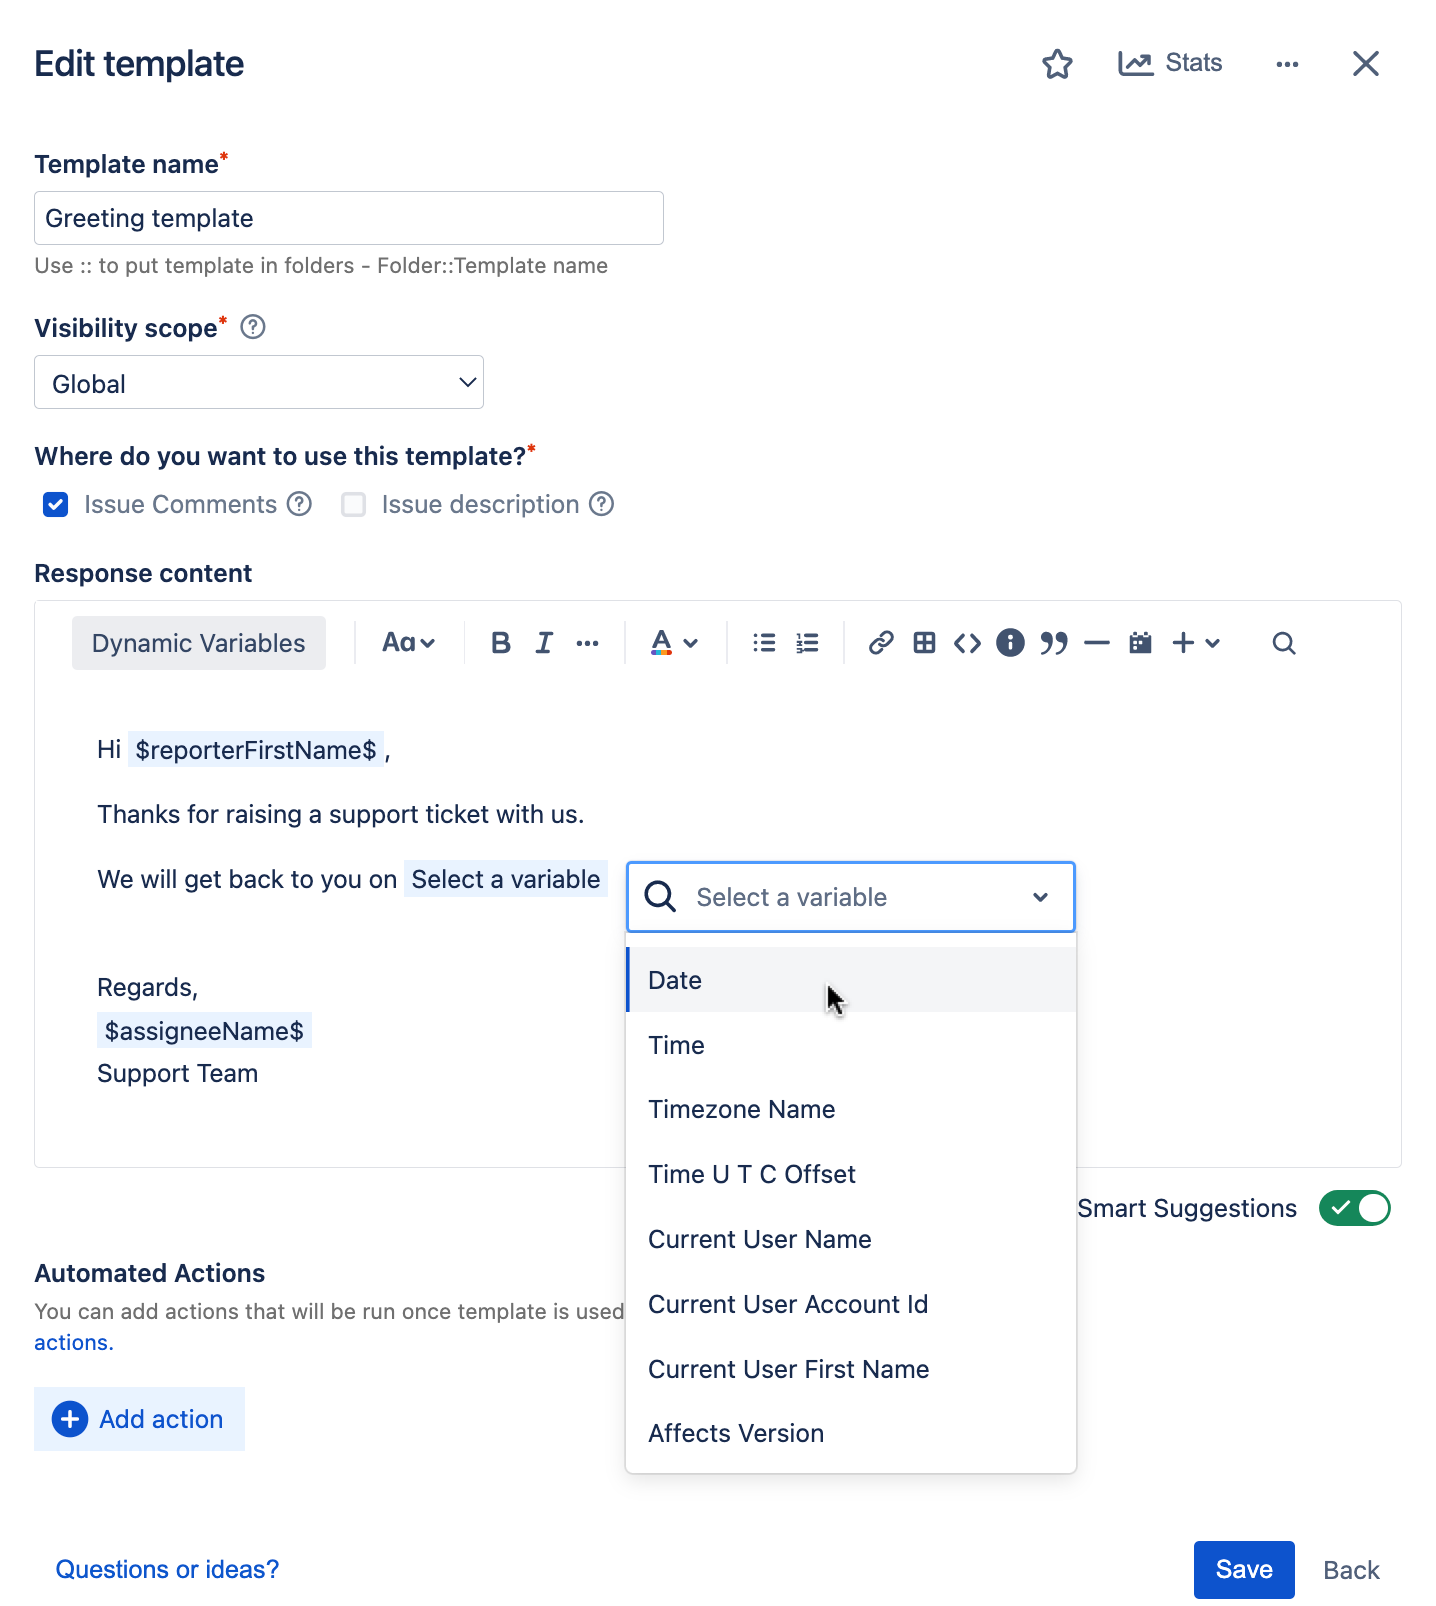 Edit template
Stats
Template name*
Greeting template
Use :: to put template in folders - Folder::Template name
Visibility scope*
Global
Where do you want to use this template?*
Issue Comments
Issue description
Response content
Dynamic Variables
Aa
B I
A
Hi $reporterFirstName$ ,
Thanks for raising a support ticket with us.
We will get back to you on Select a variable
Select a variable
Date
Time
Timezone Name
Time U T C Offset
Current User Name
Current User Account Id
Current User First Name
Affects Version
Regards,
$assigneeName$
Support Team
Smart Suggestions
Automated Actions
You can add actions that will be run once template is used
actions.
Add action
Questions or ideas?
Save
Back